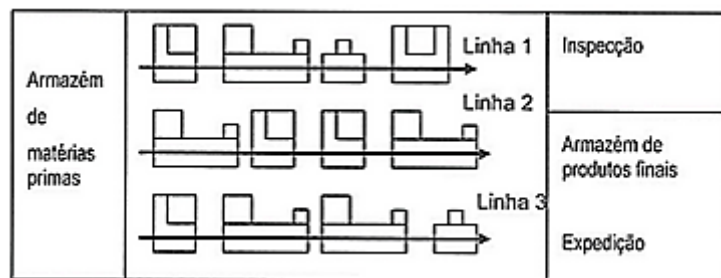 Armazém
de
matérias
primas
Linha 1
Linha 2
Linha 3
Inspecção
Armazém de
produtos finais
Expedição